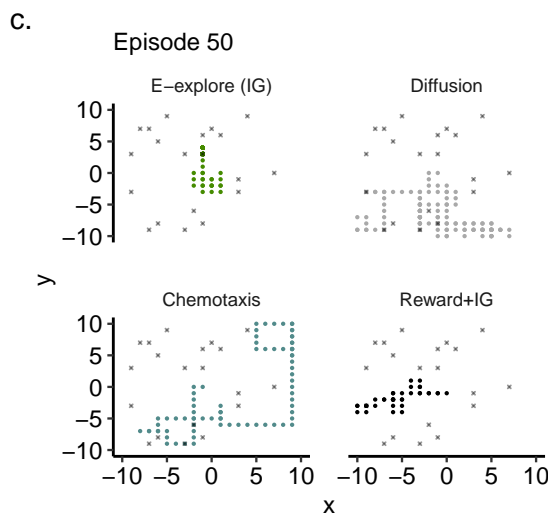 c.
Episode 50
E−explore (IG)
Diffusion
10
5
0
−5
−10
y
Chemotaxis
Reward+IG
10
5
0
−5
−10
−10 −5 0 5 10 −10 −5 0 5 10
x